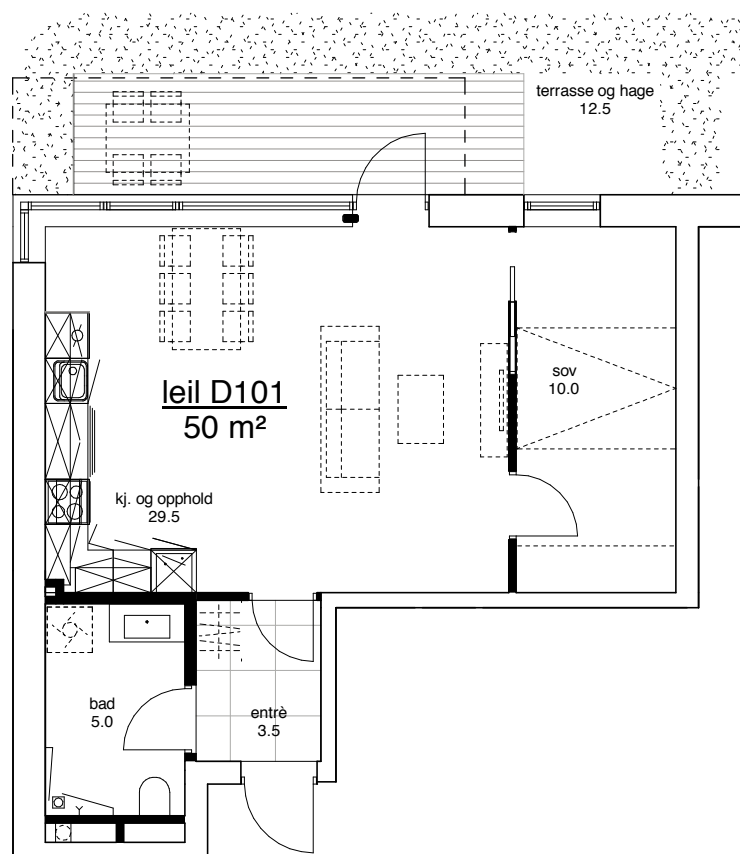 terrasse og hage
12.5
leil D101
50 m²
sov
10.0
kj. og opphold
29.5
bad
5.0
entrè
3.5